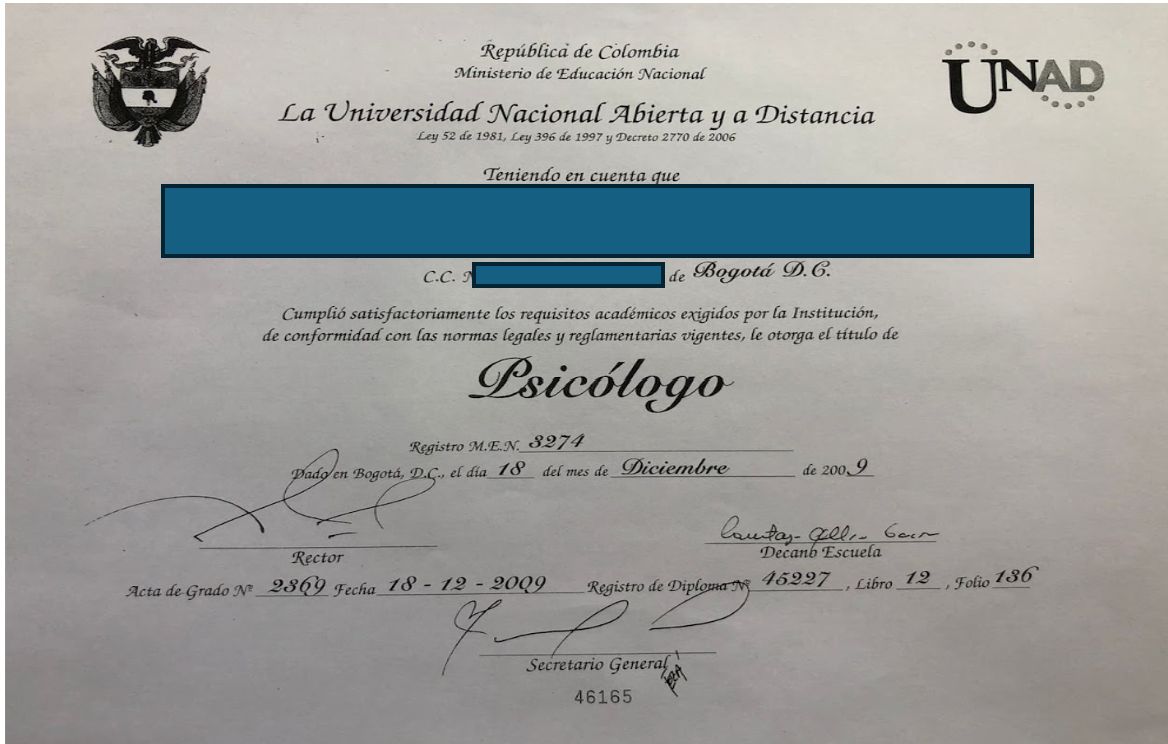 República de Colombia
Ministerio de Educación Nacional
UNAD
La Universidad Nacional Abierta y a Distancia
Ley 52 de 1981, Ley 396 de 1997 y Decreto 2770 de 2006
Teniendo en cuenta que
C.C. N de Bogotá D.C.
Cumplió satisfactoriamente los requisitos académicos exigidos por la Institución,
de conformidad con las normas legales y reglamentarias vigentes, le otorga el título de
Psicólogo
Registro M.E.N. 3274
Dado en Bogotá, D.C., el día 18 del mes de Diciembre de 2009
Rector
Decano Escuela
Acta de Grado Nº 2369 Fecha 18 - 12 - 2009 Registro de Diploma Nº 45227, Libro 12, Folio 136
Secretario General
46165